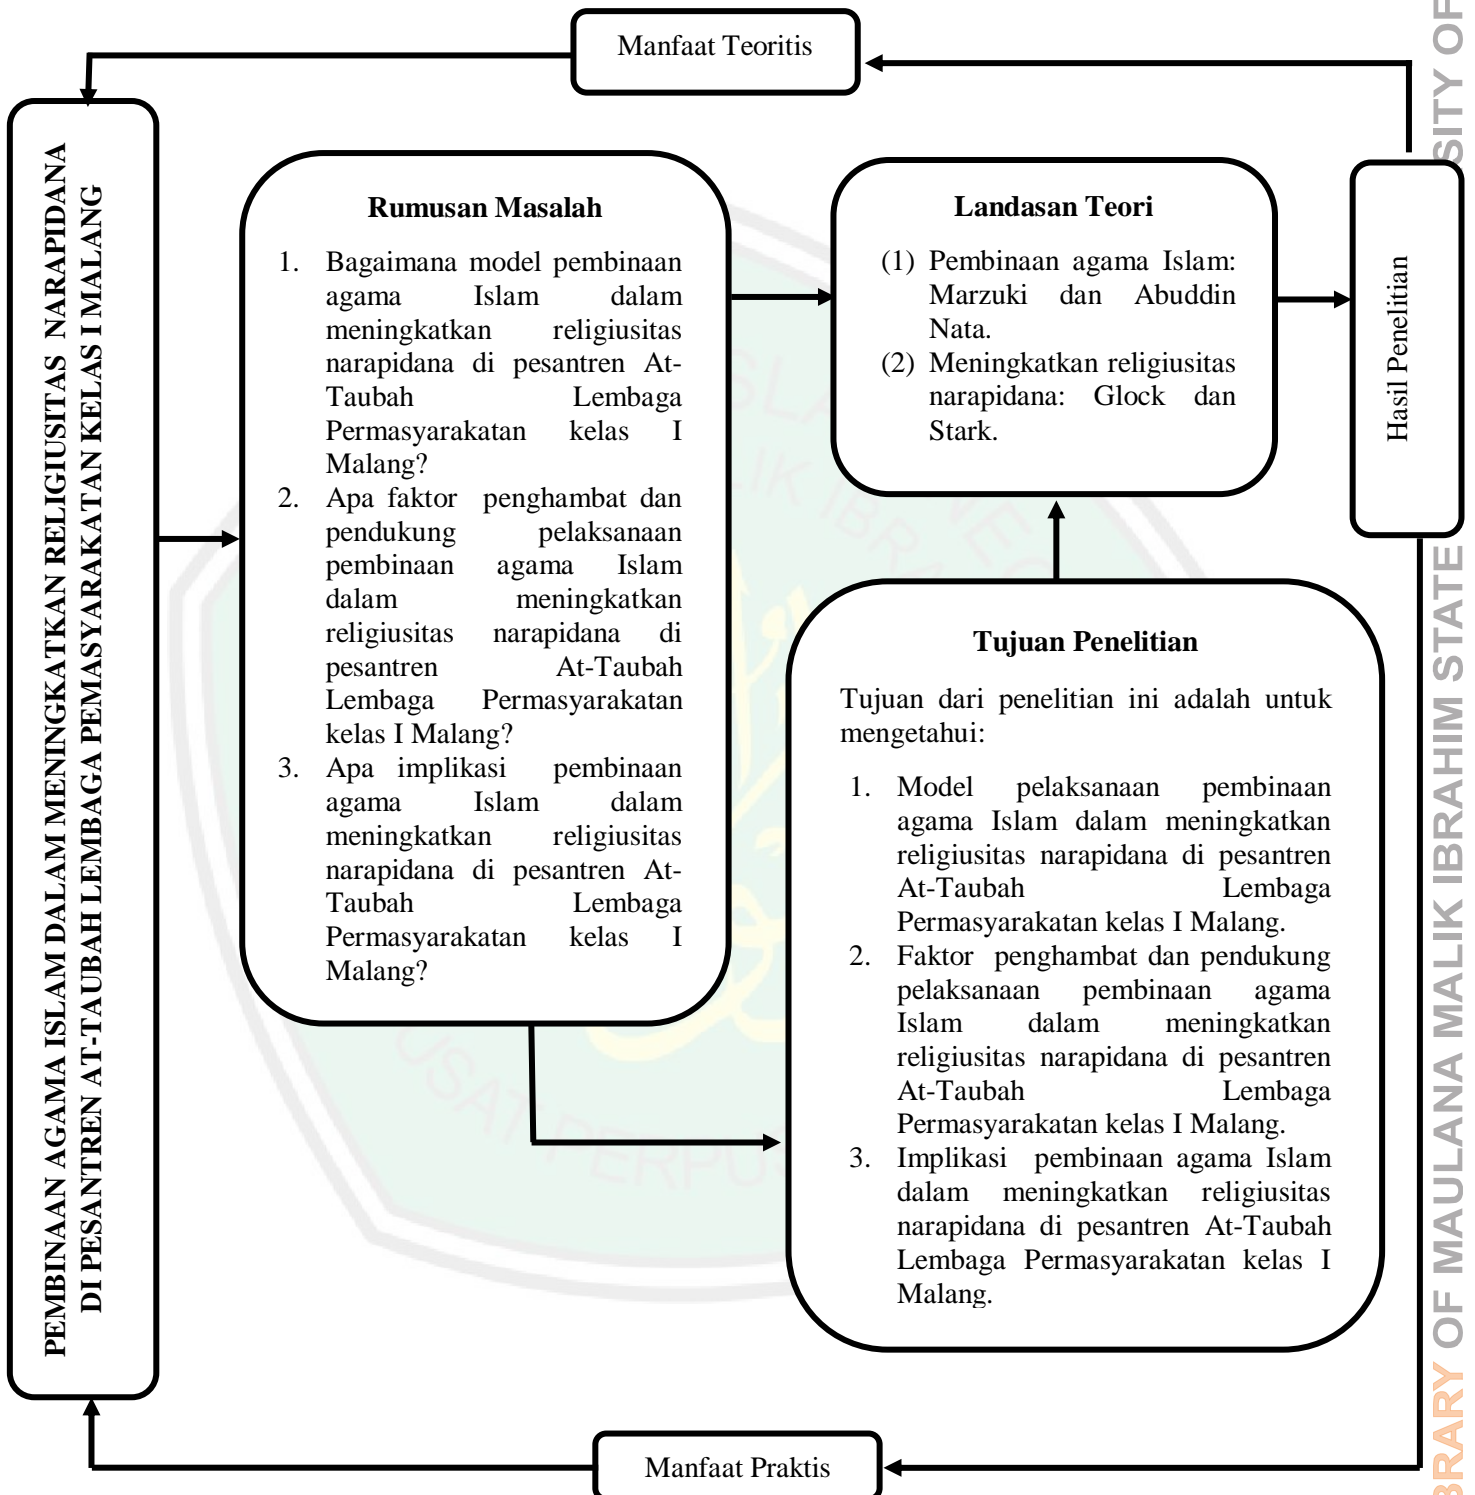 Manfaat Teoritis
PEMBINAAN AGAMA ISLAM DALAM MENINGKATKAN RELIGIUSITAS NARAPIDANA
DI PESANTREN AT-TAUBAH LEMBAGA PEMASYARAKATAN KELAS I MALANG
Rumusan Masalah
1. Bagaimana model pembinaan
agama Islam dalam
meningkatkan religiusitas
narapidana di pesantren At-
Taubah Lembaga
Permasyarakatan kelas I
Malang?
2. Apa faktor penghambat dan
pendukung pelaksanaan
pembinaan agama Islam
dalam meningkatkan
religiusitas narapidana di
pesantren At-Taubah
Lembaga Permasyarakatan
kelas I Malang?
3. Apa implikasi pembinaan
agama Islam dalam
meningkatkan religiusitas
narapidana di pesantren At-
Taubah Lembaga
Permasyarakatan kelas I
Malang?
Landasan Teori
(1) Pembinaan agama Islam:
Marzuki dan Abuddin
Nata.
(2) Meningkatkan religiusitas
narapidana: Glock dan
Stark.
Hasil Penelitian
Tujuan Penelitian
Tujuan dari penelitian ini adalah untuk
mengetahui:
1. Model pelaksanaan pembinaan
agama Islam dalam meningkatkan
religiusitas narapidana di pesantren
At-Taubah Lembaga
Permasyarakatan kelas I Malang.
2. Faktor penghambat dan pendukung
pelaksanaan pembinaan agama
Islam dalam meningkatkan
religiusitas narapidana di pesantren
At-Taubah Lembaga
Permasyarakatan kelas I Malang.
3. Implikasi pembinaan agama Islam
dalam meningkatkan religiusitas
narapidana di pesantren At-Taubah
Lembaga Permasyarakatan kelas I
Malang.
Manfaat Praktis
OF MAULANA MALIK IBRAHIM STATE OF